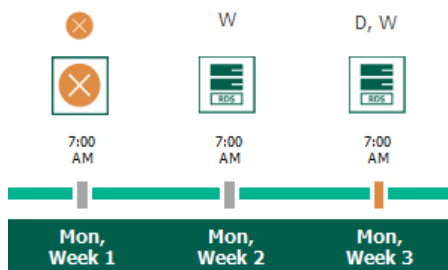 W
D, W
RDS
RDS
7:00
AM
7:00
AM
7:00
AM
Mon,
Week 1
Mon,
Week 2
Mon,
Week 3